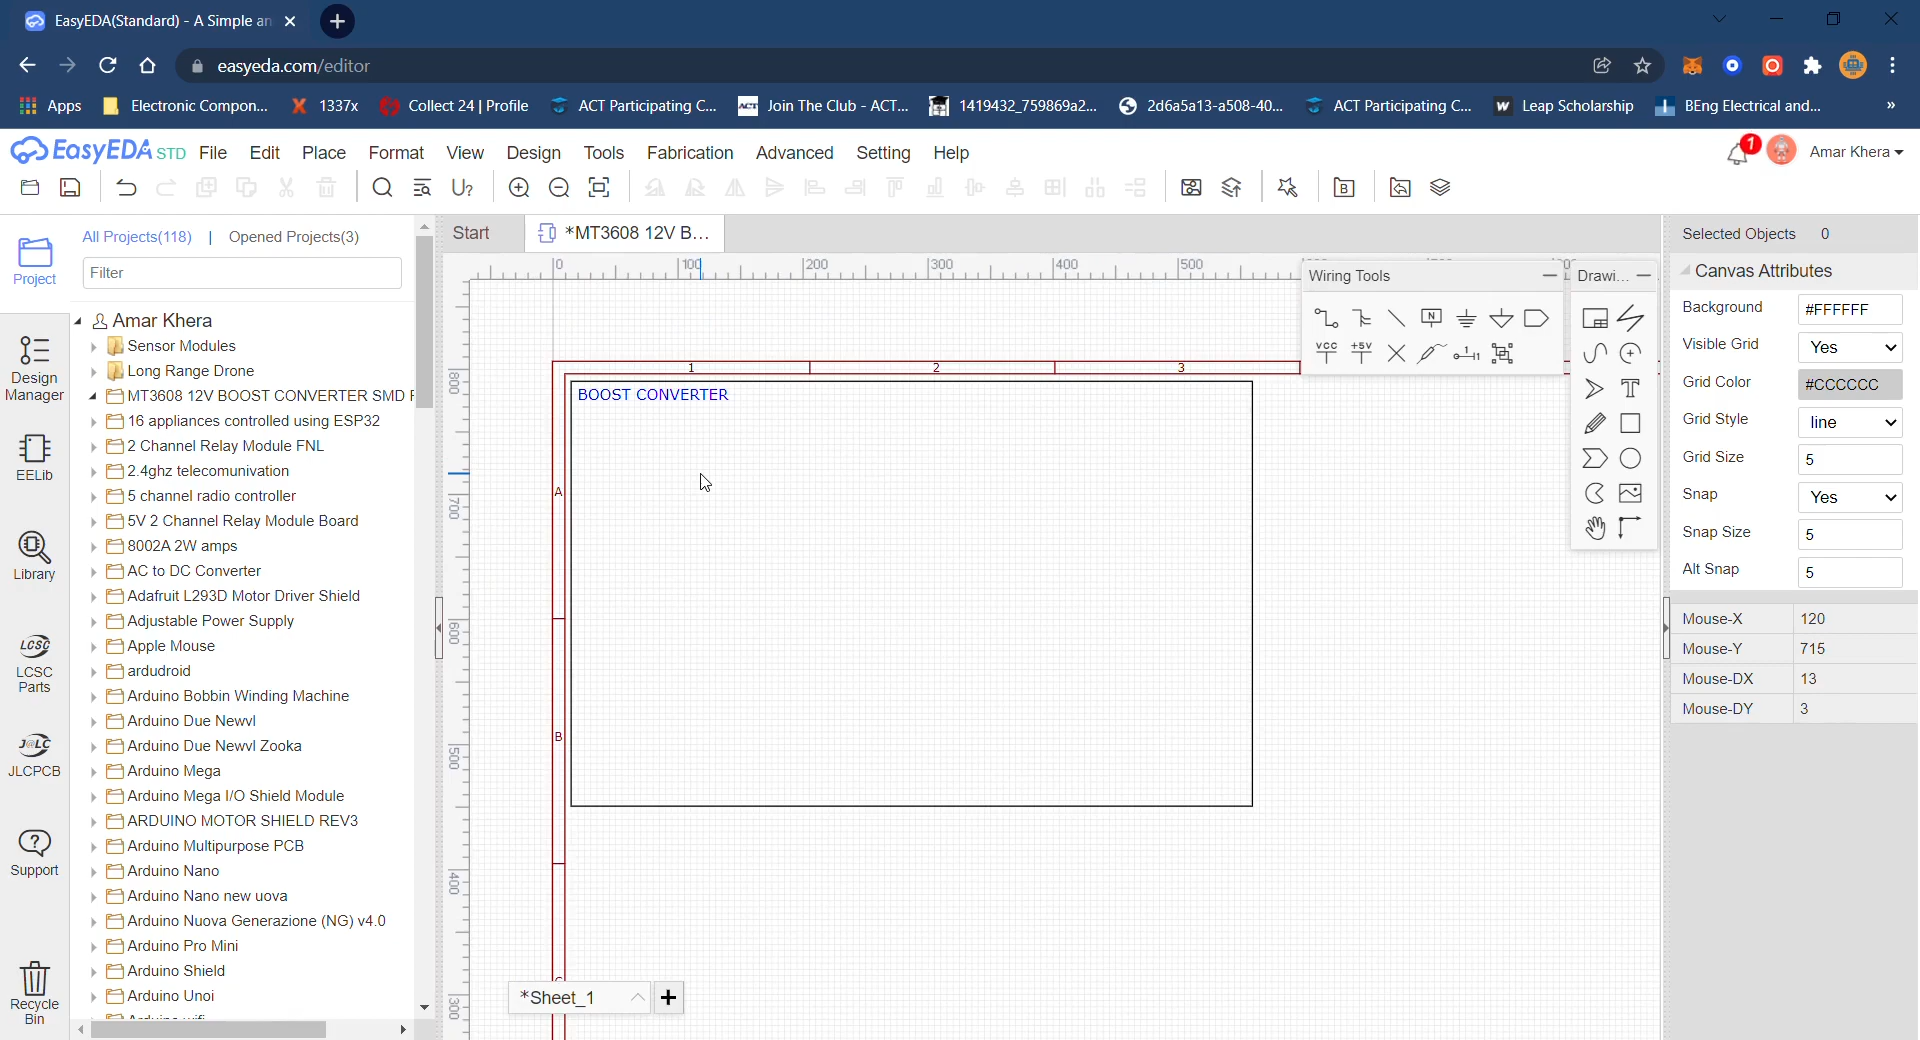 EasyEDA(Standard) - A Simple an
easyeda.com/editor
Apps
Electronic Compon...
1337x
Collect 24 | Profile
ACT Participating C...
ACT
Join The Club - ACT...
1419432_759869a2...
2d6a5a13-a508-40...
ACT Participating C...
W
Leap Scholarship
BEng Electrical and...
»
EasyEDA STD
File
Edit
Place
Format
View
Design
Tools
Fabrication
Advanced
Setting
Help
1
Amar Khera
U?
B
Project
Design
Manager
EELib
Library
LCSC
LCSC
Parts
J@LC
JLCPCB
Support
Recycle
Bin
All Projects(118) | Opened Projects(3)
Filter
Amar Khera
Sensor Modules
Long Range Drone
MT3608 12V BOOST CONVERTER SMD F
16 appliances controlled using ESP32
2 Channel Relay Module FNL
2.4ghz telecomunivation
5 channel radio controller
5V 2 Channel Relay Module Board
8002A 2W amps
AC to DC Converter
Adafruit L293D Motor Driver Shield
Adjustable Power Supply
Apple Mouse
ardudroid
Arduino Bobbin Winding Machine
Arduino Due Newvl
Arduino Due Newvl Zooka
Arduino Mega
Arduino Mega I/O Shield Module
ARDUINO MOTOR SHIELD REV3
Arduino Multipurpose PCB
Arduino Nano
Arduino Nano new uova
Arduino Nuova Generazione (NG) v4.0
Arduino Pro Mini
Arduino Shield
Arduino Unoi
Start
*MT3608 12V B...
0
100
200
300
400
500
800
700
600
500
400
300
1
2
3
A
B
BOOST CONVERTER
*Sheet_1
Wiring Tools
N
VCC
+5V
Drawi...
T
Selected Objects 0
Canvas Attributes
Background #FFFFFF
Visible Grid Yes
Grid Color #CCCCCC
Grid Style line
Grid Size 5
Snap Yes
Snap Size 5
Alt Snap 5
Mouse-X 120
Mouse-Y 715
Mouse-DX 13
Mouse-DY 3